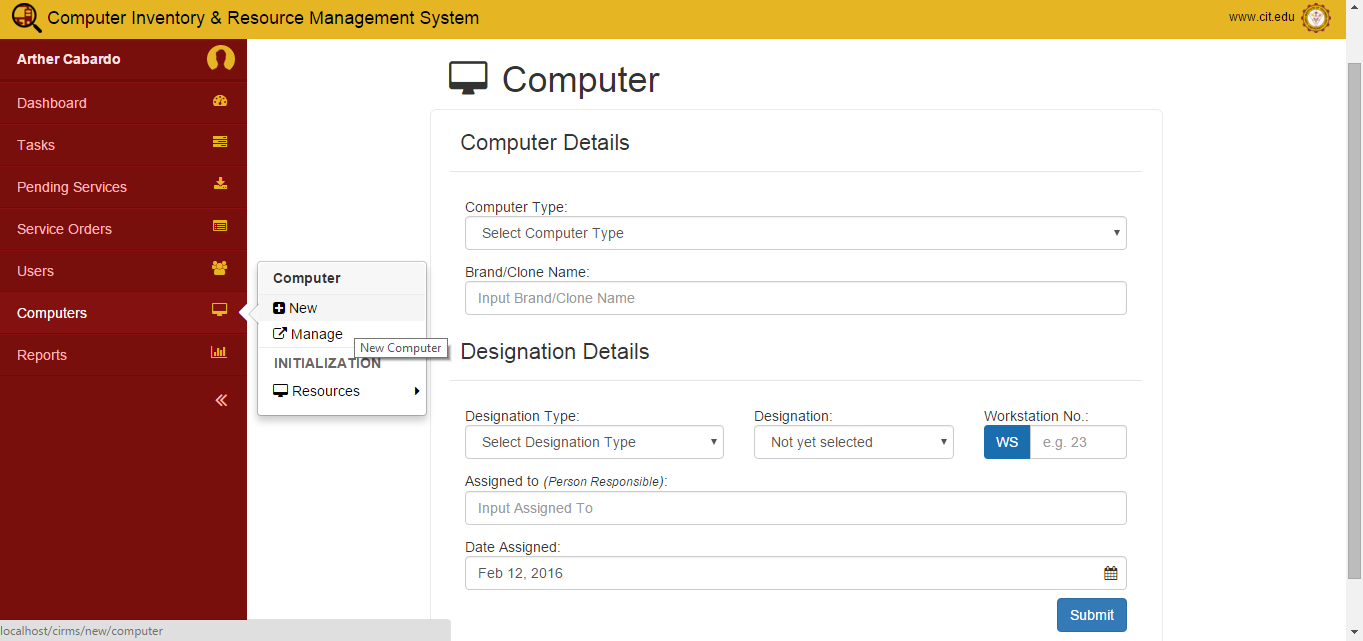 Computer Inventory & Resource Management System
www.cit.edu
Arther Cabardo
Dashboard
Tasks
Pending Services
Service Orders
Users
Computers
Reports
Computer
New
Manage
New Computer
INITIALIZATION
Resources
Computer
Computer Details
Computer Type:
Select Computer Type
Brand/Clone Name:
Input Brand/Clone Name
Designation Details
Designation Type:
Select Designation Type
Designation:
Not yet selected
Workstation No.:
WS e.g. 23
Assigned to (Person Responsible):
Input Assigned To
Date Assigned:
Feb 12, 2016
Submit
localhost/cirms/new/computer